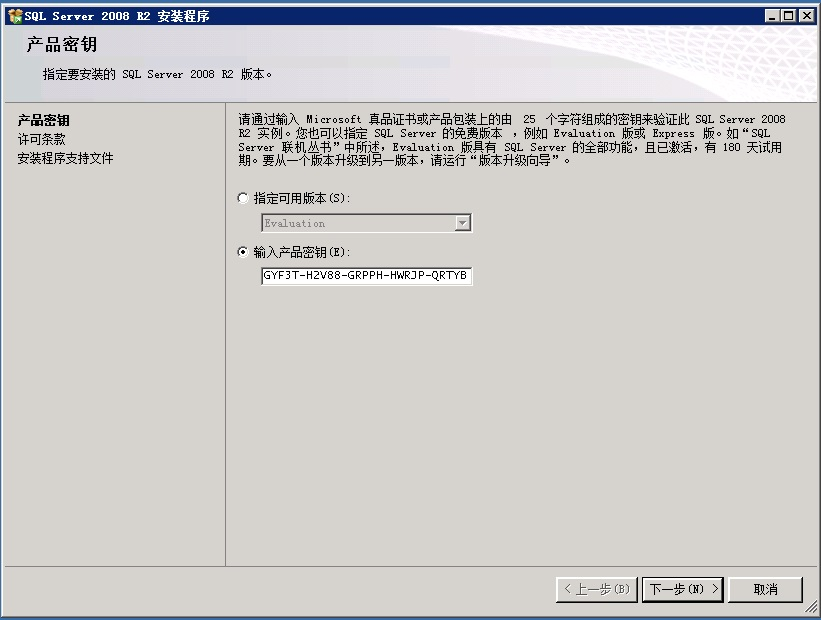 SQL Server 2008 R2 安装程序
产品密钥
指定要安装的 SQL Server 2008 R2 版本。
产品密钥
许可条款
安装程序支持文件
请通过输入 Microsoft 真品证书或产品包装上的由 25 个字符组成的密钥来验证此 SQL Server 2008
R2 实例。您也可以指定 SQL Server 的免费版本 ，例如 Evaluation 版或 Express 版。如“SQL
Server 联机丛书”中所述，Evaluation 版具有 SQL Server 的全部功能，且已激活，有 180 天试用
期。要从一个版本升级到另一版本，请运行“版本升级向导”。
指定可用版本(S):
Evaluation
输入产品密钥(E):
GYF3T-H2V88-GRPPH-HWRJP-QRTYB
< 上一步(B)
下一步(N) >
取消